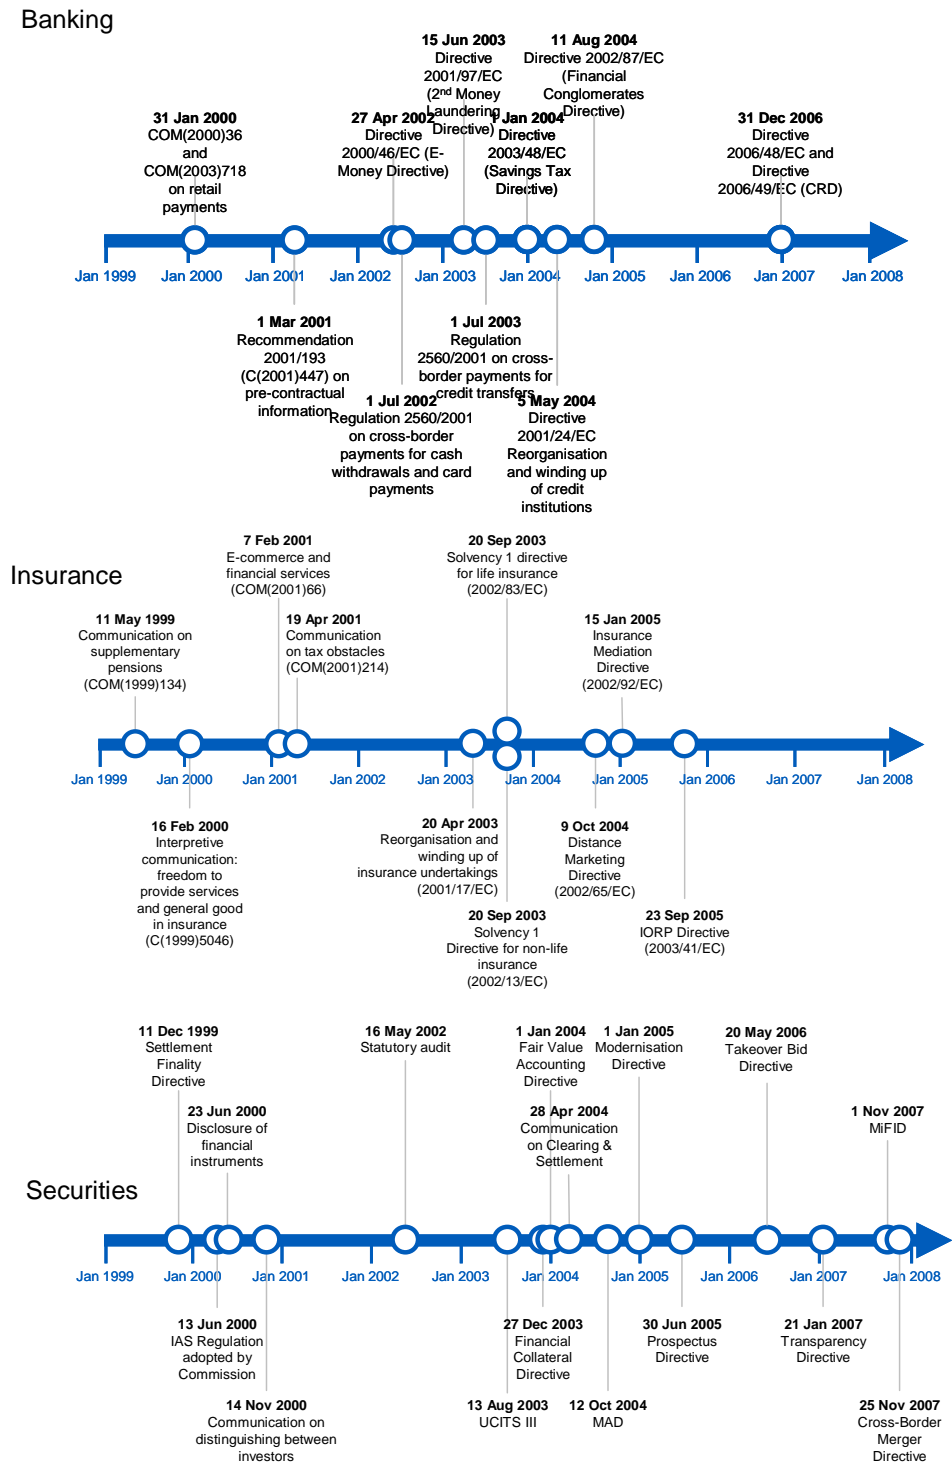 Banking
15 Jun 2003
Directive
2001/97/EC
(2nd Money
Laundering
Directive)
11 Aug 2004
Directive 2002/87/EC
(Financial
Conglomerates
Directive)
31 Jan 2000
COM(2000)36
and
COM(2003)718
on retail
payments
27 Apr 2002
Directive
2000/46/EC (E-
Money Directive)
1 Jan 2004
Directive
2003/48/EC
(Savings Tax
Directive)
31 Dec 2006
Directive
2006/48/EC and
Directive
2006/49/EC (CRD)
Jan 1999
Jan 2000
Jan 2001
Jan 2002
Jan 2003
Jan 2004
Jan 2005
Jan 2006
Jan 2007
Jan 2008
1 Mar 2001
Recommendation
2001/193
(C(2001)447) on
pre-contractual
information
1 Jul 2003
Regulation
2560/2001 on cross-
border payments for
credit transfers
1 Jul 2002
Regulation 2560/2001
on cross-border
payments for cash
withdrawals and card
payments
5 May 2004
Directive
2001/24/EC
Reorganisation
and winding up
of credit
institutions
Insurance
7 Feb 2001
E-commerce and
financial services
(COM(2001)66)
20 Sep 2003
Solvency 1 directive
for life insurance
(2002/83/EC)
11 May 1999
Communication on
supplementary
pensions
(COM(1999)134)
19 Apr 2001
Communication
on tax obstacles
(COM(2001)214)
15 Jan 2005
Insurance
Mediation
Directive
(2002/92/EC)
Jan 1999
Jan 2000
Jan 2001
Jan 2002
Jan 2003
Jan 2004
Jan 2005
Jan 2006
Jan 2007
Jan 2008
16 Feb 2000
Interpretive
communication:
freedom to
provide services
and general good
in insurance
(C(1999)5046)
20 Apr 2003
Reorganisation and
winding up of
insurance undertakings
(2001/17/EC)
9 Oct 2004
Distance
Marketing
Directive
(2002/65/EC)
20 Sep 2003
Solvency 1
Directive for non-life
insurance
(2002/13/EC)
23 Sep 2005
IORP Directive
(2003/41/EC)
Securities
11 Dec 1999
Settlement
Finality
Directive
16 May 2002
Statutory audit
1 Jan 2004
Fair Value
Accounting
Directive
1 Jan 2005
Modernisation
Directive
20 May 2006
Takeover Bid
Directive
23 Jun 2000
Disclosure of
financial
instruments
28 Apr 2004
Communication
on Clearing &
Settlement
1 Nov 2007
MiFID
Jan 1999
Jan 2000
Jan 2001
Jan 2002
Jan 2003
Jan 2004
Jan 2005
Jan 2006
Jan 2007
Jan 2008
13 Jun 2000
IAS Regulation
adopted by
Commission
27 Dec 2003
Financial
Collateral
Directive
30 Jun 2005
Prospectus
Directive
21 Jan 2007
Transparency
Directive
14 Nov 2000
Communication on
distinguishing between
investors
13 Aug 2003
UCITS III
12 Oct 2004
MAD
25 Nov 2007
Cross-Border
Merger
Directive